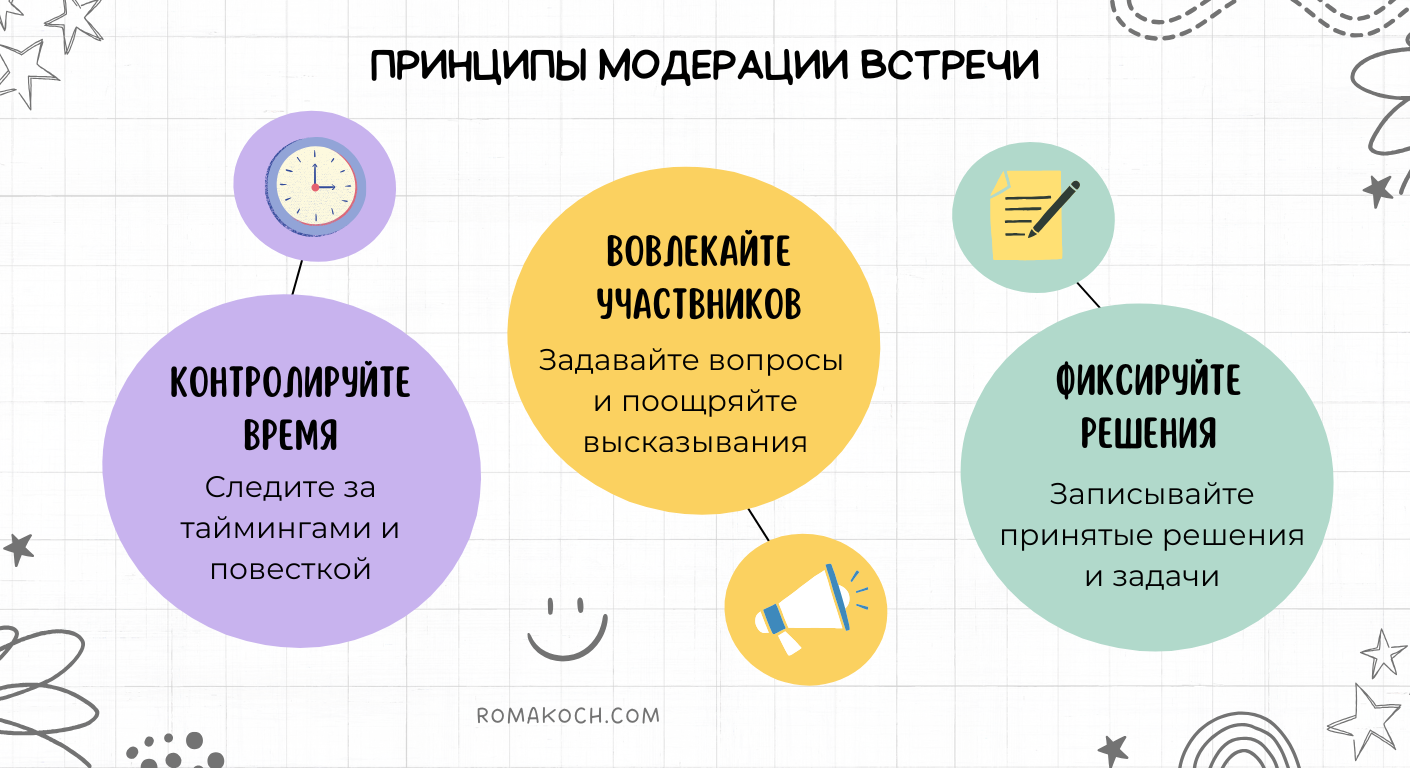 ПРИНЦИПЫ МОДЕРАЦИИ ВСТРЕЧИ
КОНТРОЛИРУЙТЕ
ВРЕМЯ
Следите за
таймингами и
повесткой
ВОВЛЕКАЙТЕ
УЧАСТВНИКОВ
Задавайте вопросы
и поощряйте
высказывания
ФИКСИРУЙТЕ
РЕШЕНИЯ
Записывайте
принятые решения
и задачи
ROMAKOCH.COM